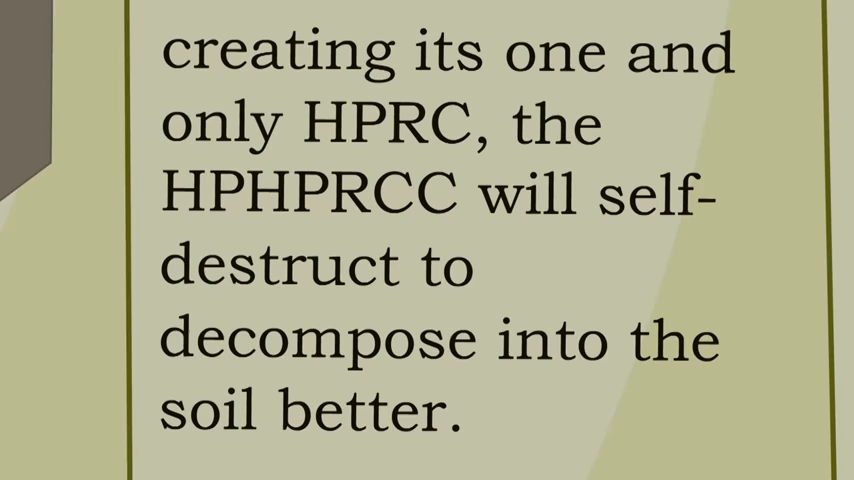 creating its one and
only HPRC, the
HPHPRCC will self-
destruct to
decompose into the
soil better.